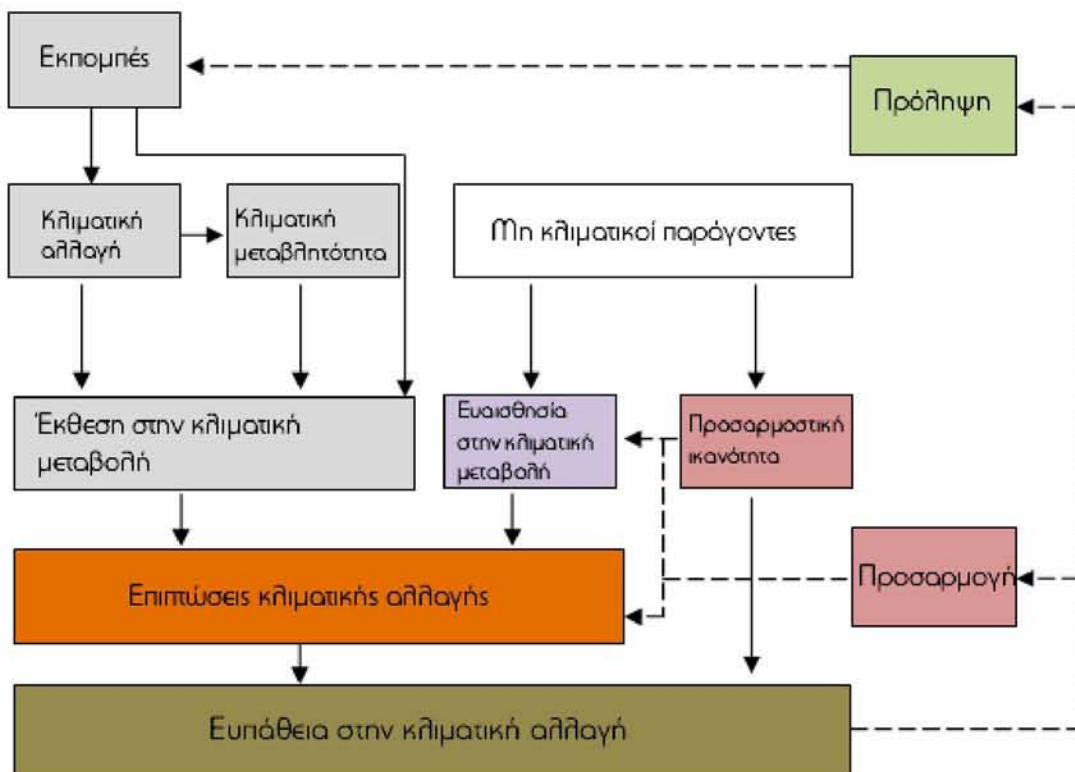 Εκπομπές
Πρόληψη
Κλιματική
αλλαγή
Κλιματική
μεταβλητότητα
Μη κλιματικοί παράγοντες
Έκθεση στην κλιματική
μεταβολή
Ευαισθησία
στην κλιματική
μεταβολή
Προσαρμοστική
ικανότητα
Επιπτώσεις κλιματικής αλλαγής
Προσαρμογή
Ευπάθεια στην κλιματική αλλαγή